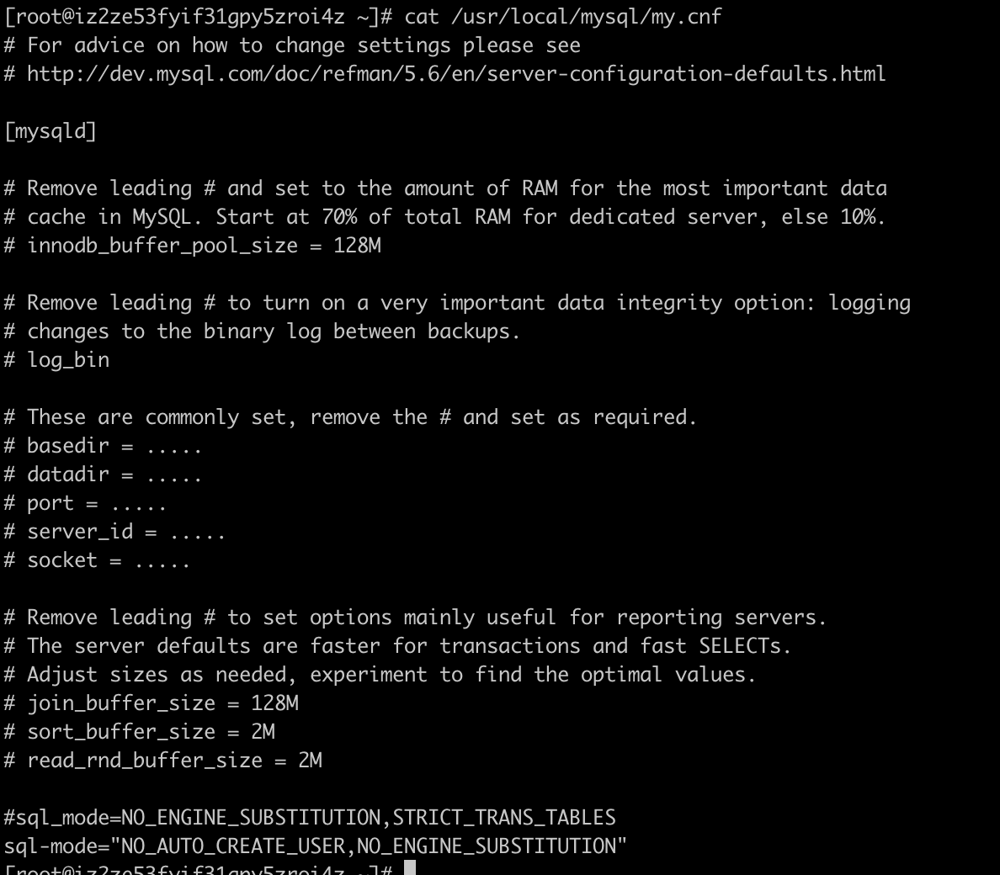 [root@iz2ze53fyif31gpy5zroi4z ~]# cat /usr/local/mysql/my.cnf
# For advice on how to change settings please see
# http://dev.mysql.com/doc/refman/5.6/en/server-configuration-defaults.html
[mysqld]
# Remove leading # and set to the amount of RAM for the most important data
# cache in MySQL. Start at 70% of total RAM for dedicated server, else 10%.
# innodb_buffer_pool_size = 128M
# Remove leading # to turn on a very important data integrity option: logging
# changes to the binary log between backups.
# log_bin
# These are commonly set, remove the # and set as required.
# basedir = .....
# datadir = .....
# port = .....
# server_id = .....
# socket = .....
# Remove leading # to set options mainly useful for reporting servers.
# The server defaults are faster for transactions and fast SELECTs.
# Adjust sizes as needed, experiment to find the optimal values.
# join_buffer_size = 128M
# sort_buffer_size = 2M
# read_rnd_buffer_size = 2M
#sql_mode=NO_ENGINE_SUBSTITUTION,STRICT_TRANS_TABLES
sql-mode="NO_AUTO_CREATE_USER,NO_ENGINE_SUBSTITUTION"
[root@iz2ze53fyif31gpy5zroi4z ~]#